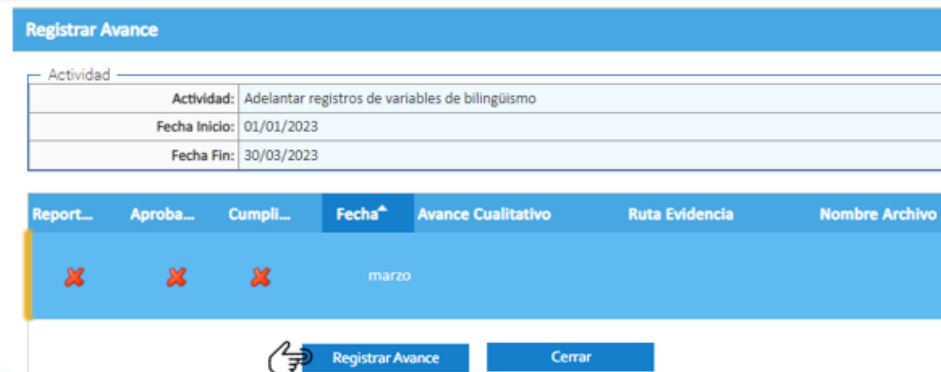 Registrar Avance
Actividad
Actividad: Adelantar registros de variables de bilingüismo
Fecha Inicio: 01/01/2023
Fecha Fin: 30/03/2023
Report... Aproba... Cumpli... Fecha Avance Cualitativo Ruta Evidencia Nombre Archivo
marzo
Registrar Avance Cerrar